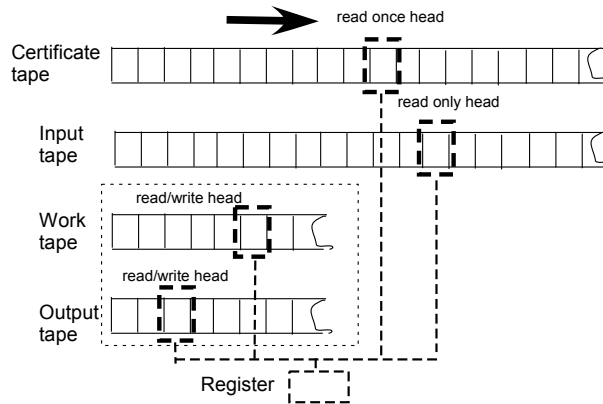 read once head
Certificate
tape
read only head
Input
tape
read/write head
Work
tape
read/write head
Output
tape
Register